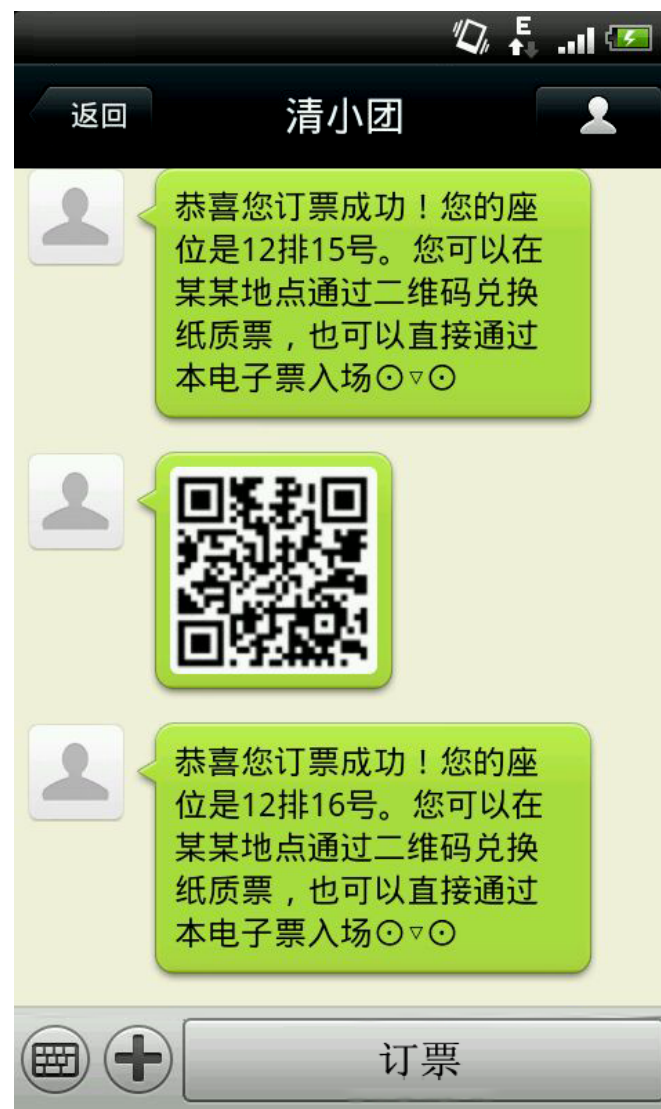 E
返回
清小团
恭喜您订票成功！您的座
位是12排15号。您可以在
某某地点通过二维码兑换
纸质票，也可以直接通过
本电子票入场⊙▽⊙
恭喜您订票成功！您的座
位是12排16号。您可以在
某某地点通过二维码兑换
纸质票，也可以直接通过
本电子票入场⊙▽⊙
订票